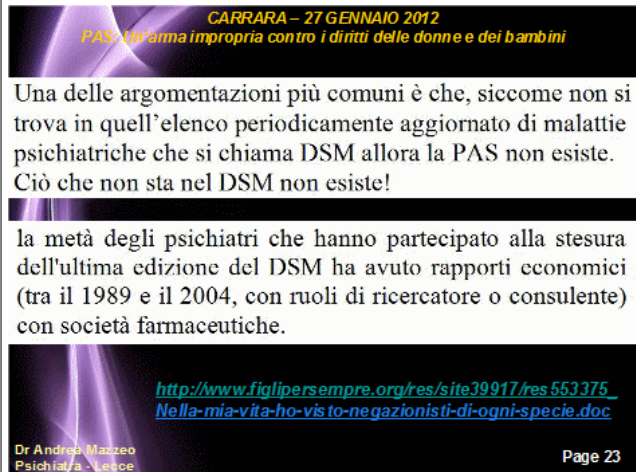 CARRARA – 27 GENNAIO 2012
PAS: Un'arma impropria contro i diritti delle donne e dei bambini
Una delle argomentazioni più comuni è che, siccome non si
trova in quell'elenco periodicamente aggiornato di malattie
psichiatriche che si chiama DSM allora la PAS non esiste.
Ciò che non sta nel DSM non esiste!
la metà degli psichiatri che hanno partecipato alla stesura
dell'ultima edizione del DSM ha avuto rapporti economici
(tra il 1989 e il 2004, con ruoli di ricercatore o consulente)
con società farmaceutiche.
http://www.figlipersempre.org/res/site39917/res553375_
Nella-mia-vita-ho-visto-negazionisti-di-ogni-specie.doc
Dr Andrea Mazzeo
Psichiatra - Lecce
Page 23